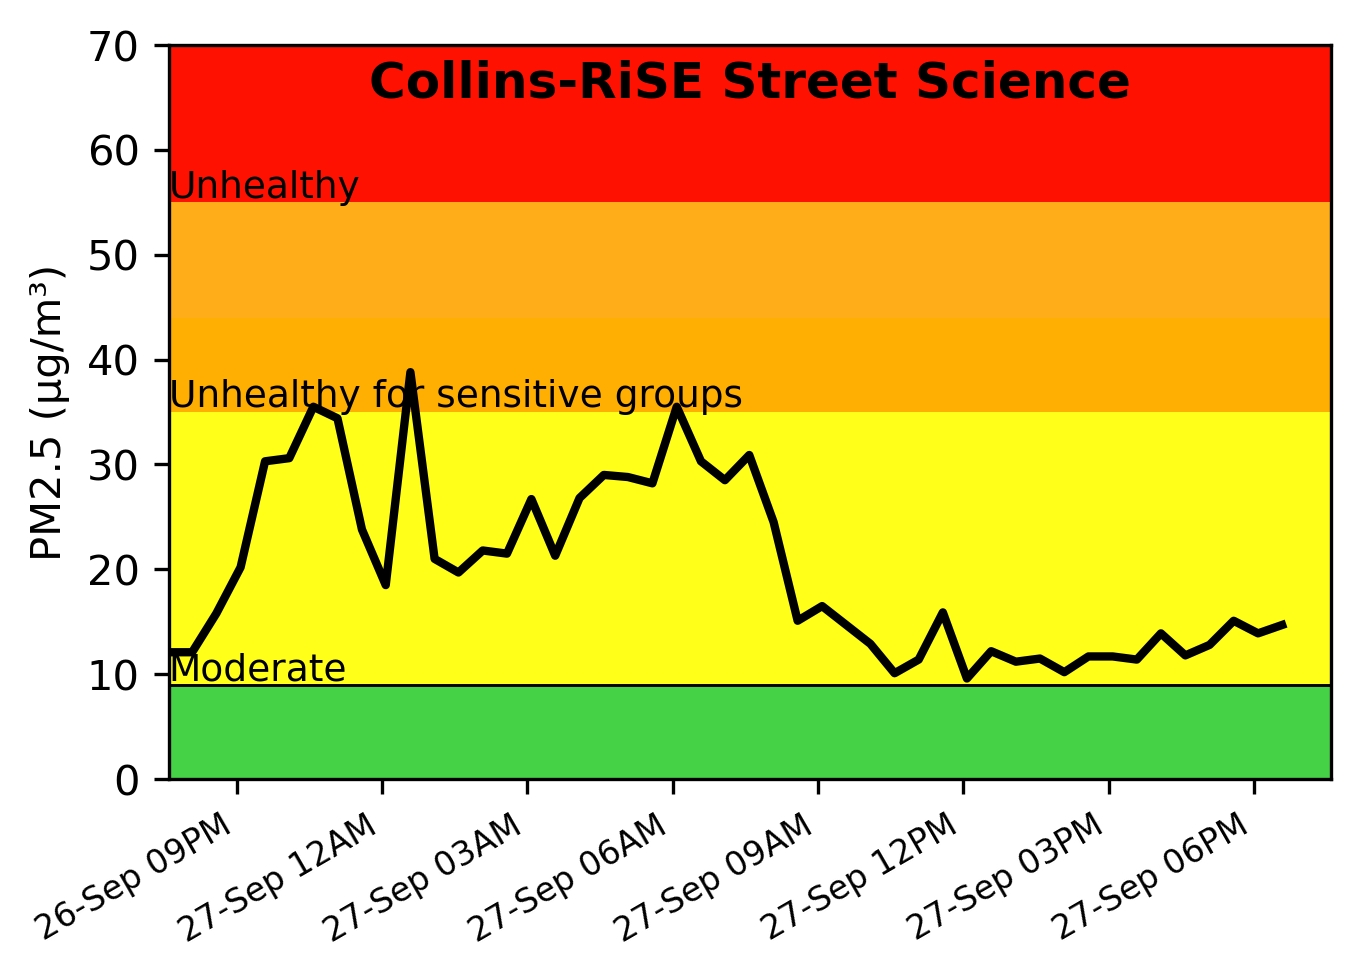 Collins-RiSE Street Science
PM2.5 (µg/m³)
70
60
50
40
30
20
10
0
Unhealthy
Unhealthy for sensitive groups
Moderate
26-Sep 09PM
27-Sep 12AM
27-Sep 03AM
27-Sep 06AM
27-Sep 09AM
27-Sep 12PM
27-Sep 03PM
27-Sep 06PM